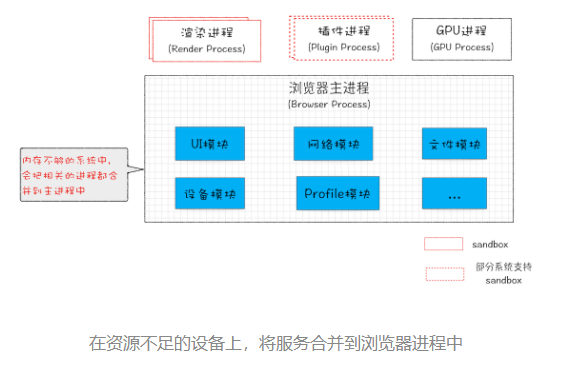 渲染进程
(Render Process)
插件进程
(Plugin Process)
GPU进程
(GPU Process)
浏览器主进程
(Browser Process)
UI模块
网络模块
文件模块
内存不够的系统中,
会把相关的进程都合
并到主进程中
设备模块
Profile模块
...
sandbox
部分系统支持
sandbox
在资源不足的设备上，将服务合并到浏览器进程中